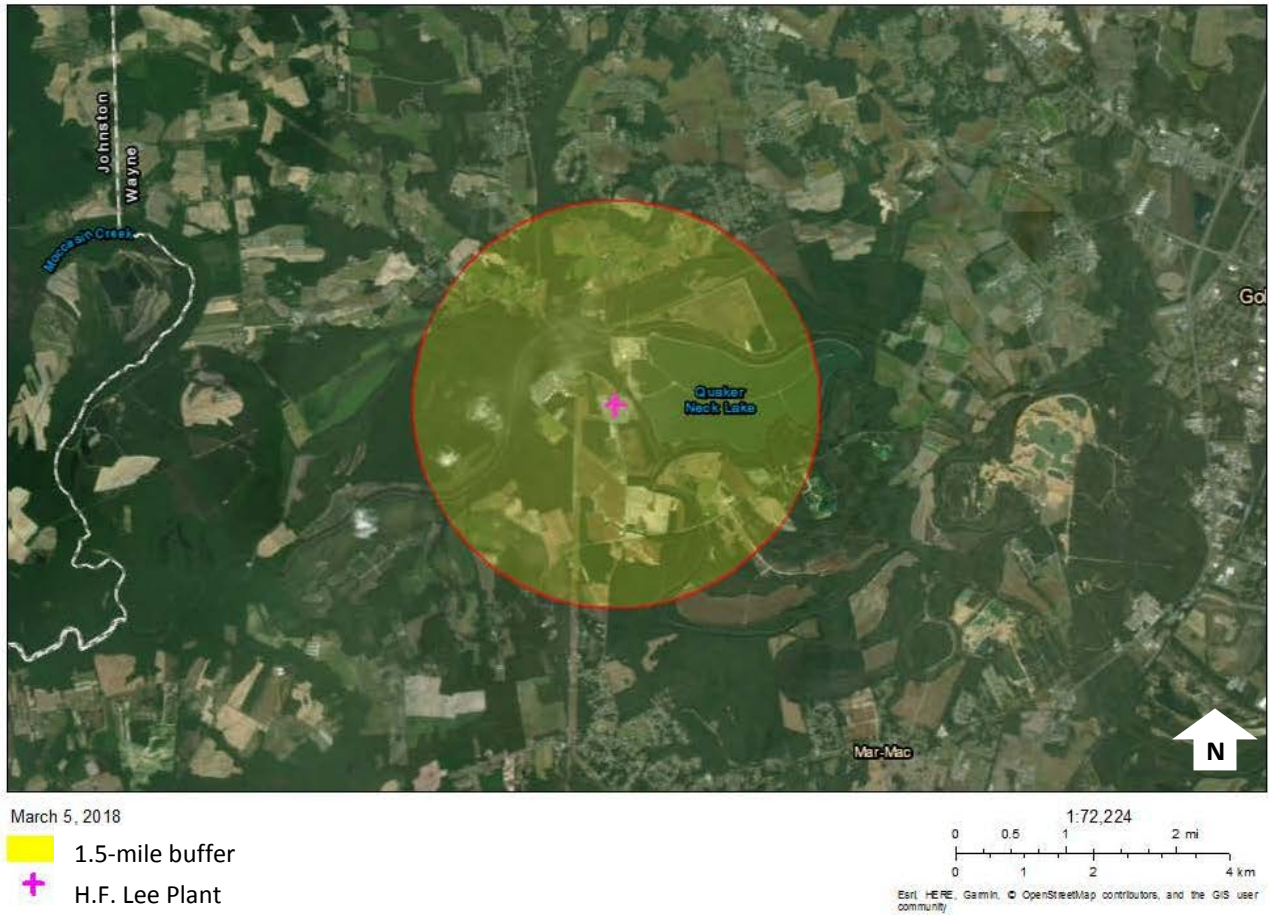 Johnston
Wayne
Moccasin Creek
Gol
Quaker
Neck Lake
Mar-Mac
N
March 5, 2018
1.5-mile buffer
H.F. Lee Plant
1:72,224
0 0.5 1 2 mi
0 1 2 4 km
Esri, HERE, Garmin, © OpenStreetMap contributors, and the GIS user
community